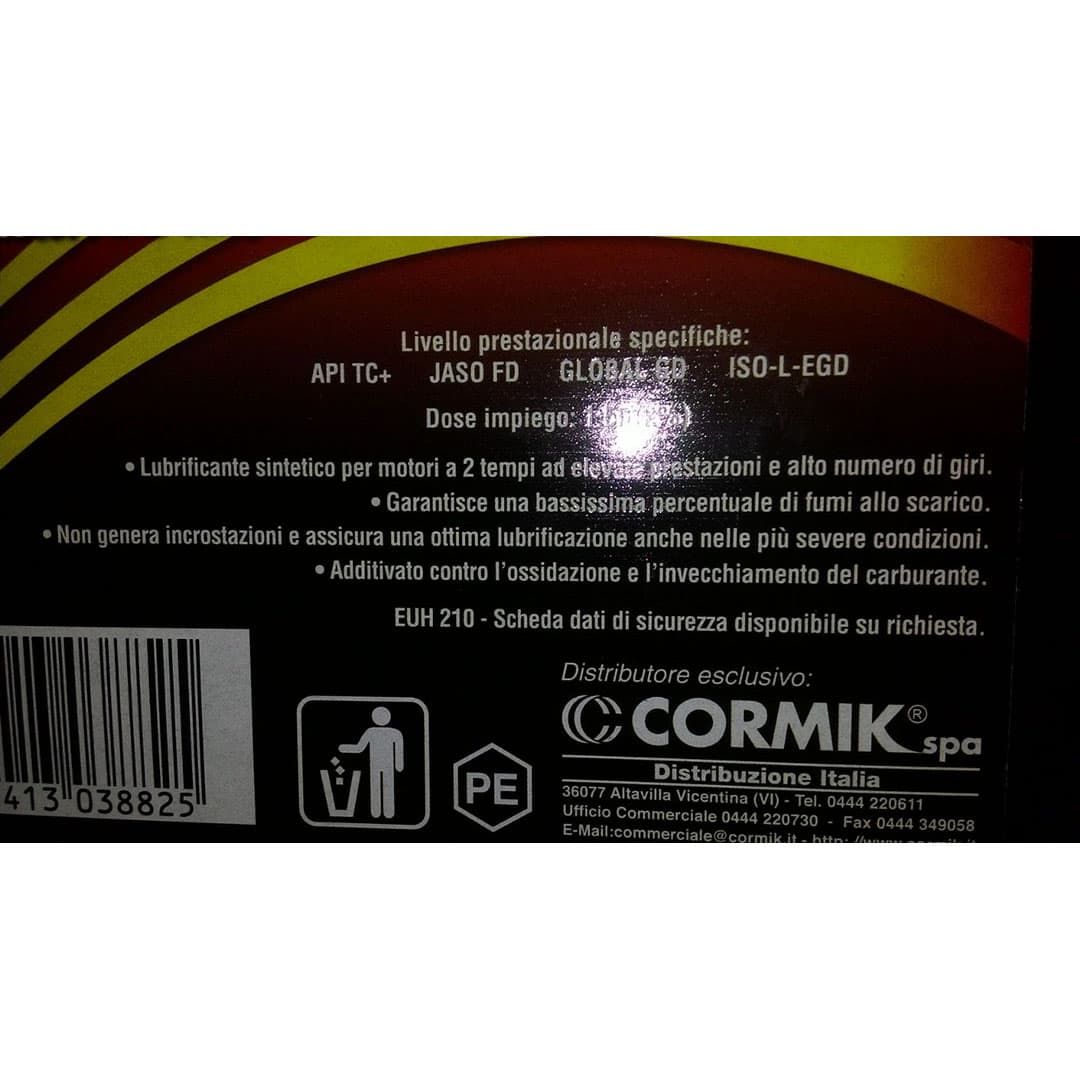 Livello prestazionale specifiche:
API TC+ JASO FD GLOBAL GD ISO-L-EGD
Dose impiego:
• Lubrificante sintetico per motori a 2 tempi ad elevate prestazioni e alto numero di giri.
• Garantisce una bassissima percentuale di fumi allo scarico.
• Non genera incrostazioni e assicura una ottima lubrificazione anche nelle più severe condizioni.
• Additivato contro l'ossidazione e l'invecchiamento del carburante.
EUH 210 - Scheda dati di sicurezza disponibile su richiesta.
413 038825
PE
Distributore esclusivo:
CORMIK® spa
Distribuzione Italia
36077 Altavilla Vicentina (VI) - Tel. 0444 220611
Ufficio Commerciale 0444 220730 - Fax 0444 349058
E-Mail:commerciale@cormik.it - http: